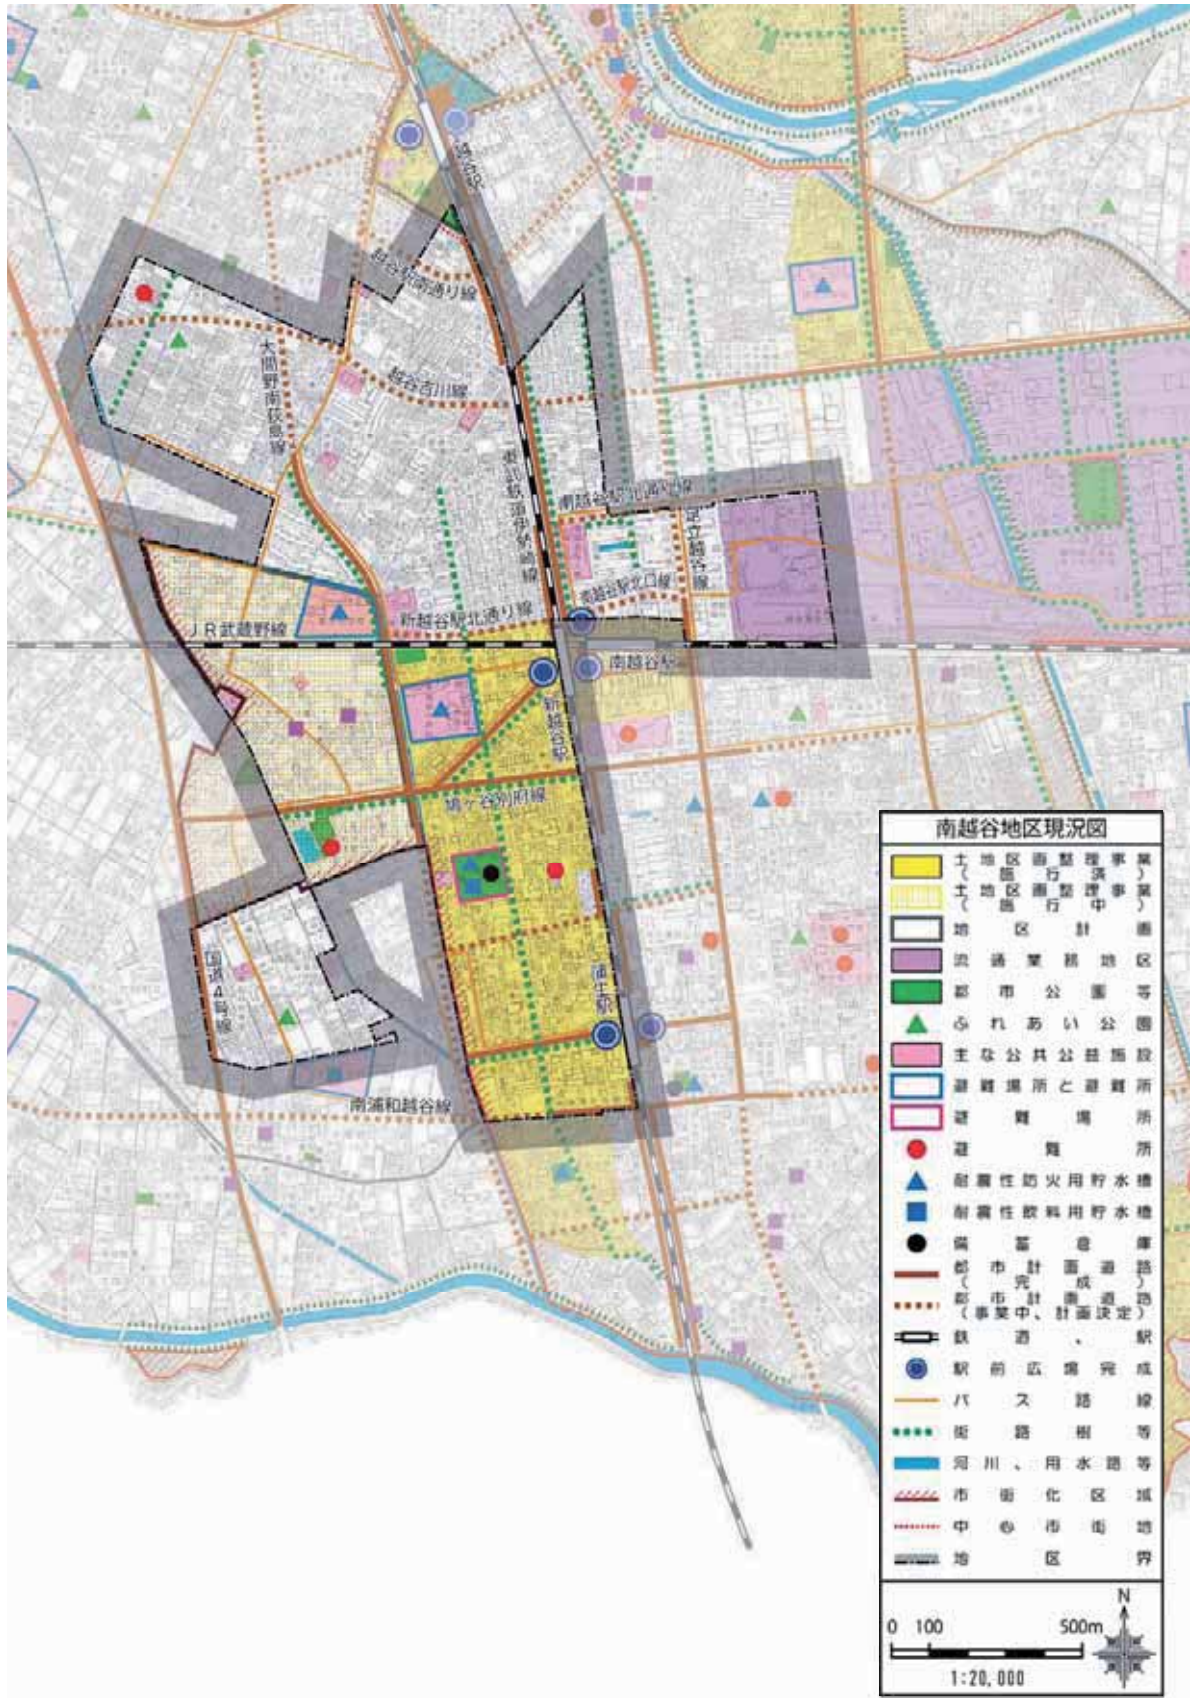 越谷駅
越谷駅南通り線
大間野南荻島線
越谷吉川線
東武鉄道伊勢崎線
南越谷駅北通り線
足立越谷線
南越谷駅北口線
新越谷駅北通り線
JR武蔵野線
南越谷駅
新越谷駅
鳩ヶ谷別府線
国道4号線
蒲生駅
南浦和越谷線
南越谷地区現況図
土地区画整理事業
(施行済)
土地区画整理事業
(施行中)
地区計画
流通業務地区
都市公園等
ふれあい公園
主な公共公益施設
避難場所と避難所
避難場所
避難所
耐震性防火用貯水槽
耐震性飲料用貯水槽
備蓄倉庫
都市計画道路
(完成)
都市計画道路
(事業中、計画決定)
鉄道、駅
駅前広場完成
バス路線
街路樹等
河川、用水路等
市街化区域
中心市街地
地区界
N
0 100 500m
1:20,000